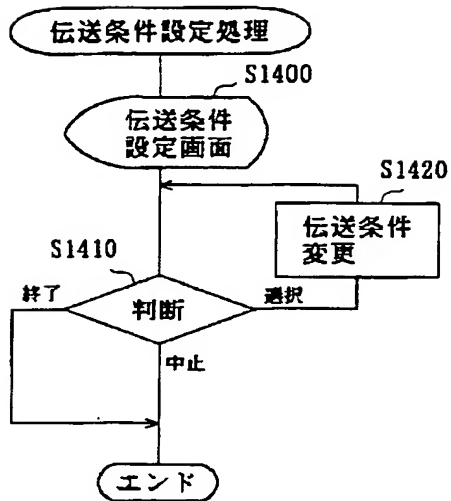 伝送条件設定処理
S1400
伝送条件
設定画面
S1420
伝送条件
変更
S1410
終了
判断
選択
中止
エンド